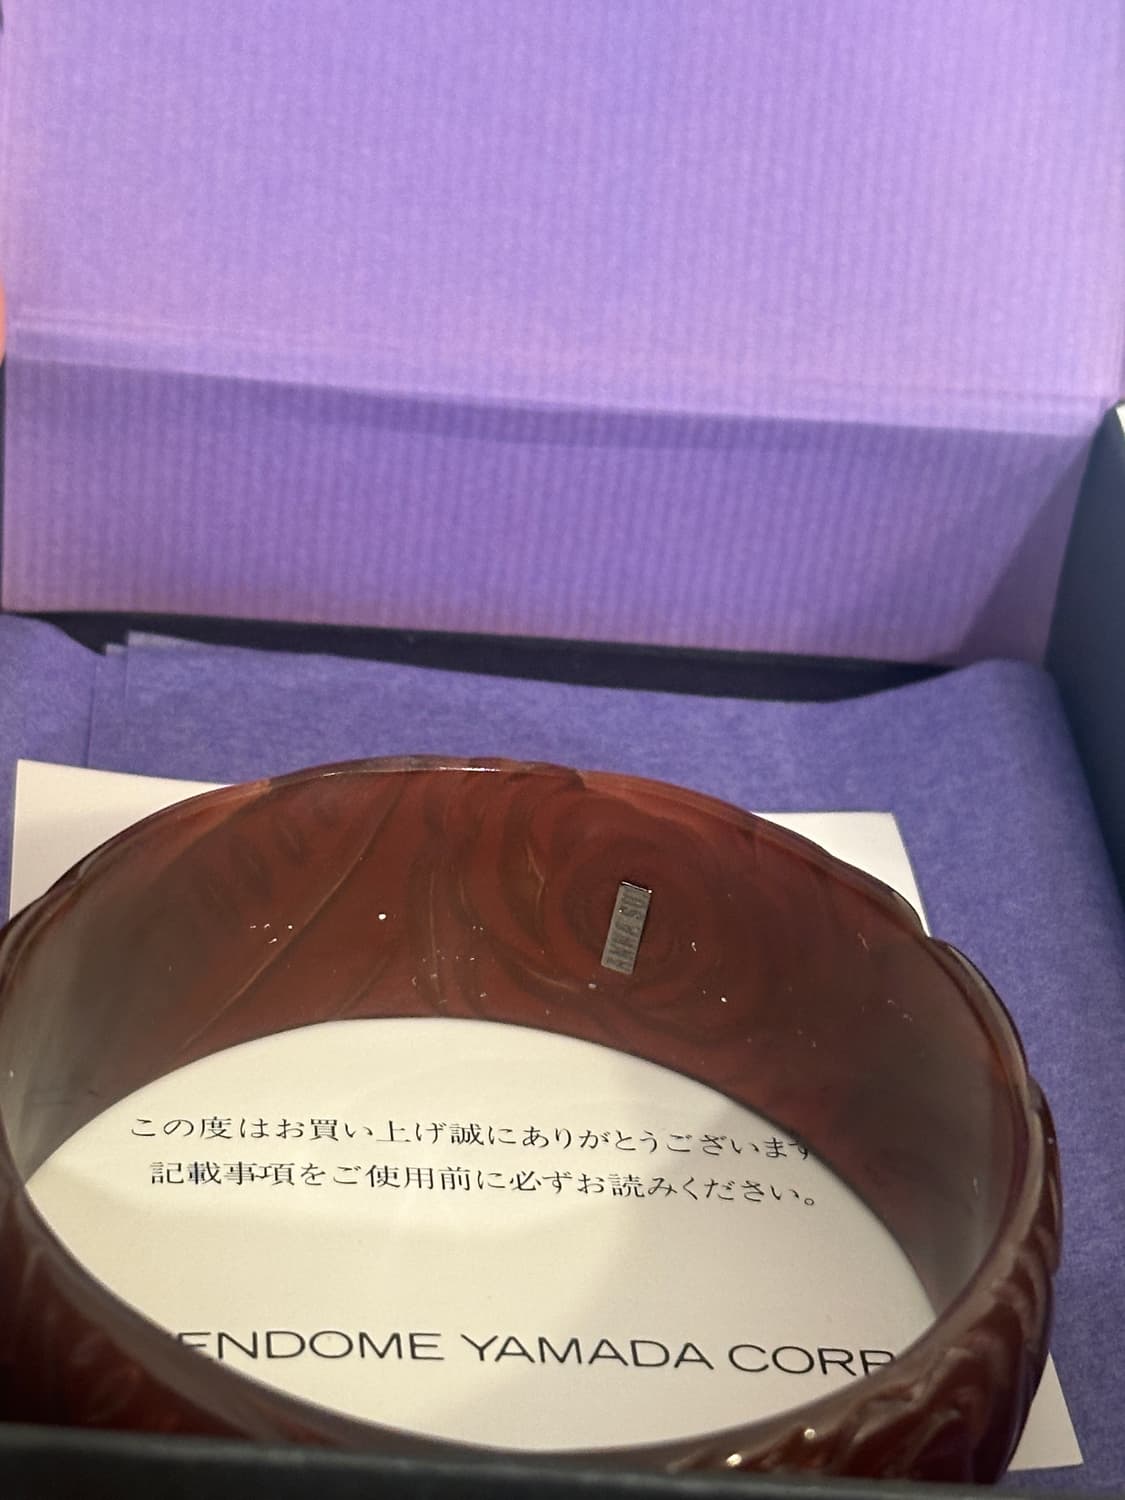 この度はお買い上げ誠にありがとうございます
記載事項をご使用前に必ずお読みください。
ENDOME YAMADA CORP
ANNA SUI